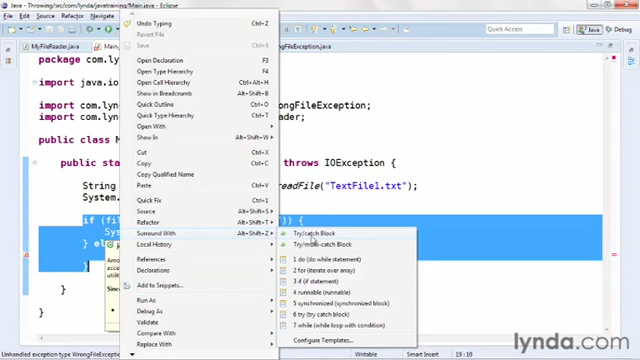 Java - Throwing/src/com/lynda/javatraining/Main.java - Eclipse
File Edit Source Refactor
Quick Access
Java
Debug
MyFileReader.java
Main.
ngFileException.java
package com.
import java.io
import com.lyn
ngFileException;
import com.lyn
ader;
public class M
public sta
throws IOException {
String
eadFile("TextFile1.txt");
System.
if (fil
)) {
Sys
} el
}
}
Undo Typing Ctrl+Z
Revert File
Save Ctrl+S
Open Declaration F3
Open Type Hierarchy F4
Open Call Hierarchy Ctrl+Alt+H
Show in Breadcrumb Alt+Shift+B
Quick Outline Ctrl+O
Quick Type Hierarchy Ctrl+T
Open With
Show In Alt+Shift+W
Cut Ctrl+X
Copy Ctrl+C
Copy Qualified Name
Paste Ctrl+V
Quick Fix Ctrl+1
Source Alt+Shift+S
Refactor Alt+Shift+T
Surround With Alt+Shift+Z
Local History
References
Declarations
Add to Snippets...
Run As
Debug As
Validate
Compare With
Replace With
Try/catch Block
Try/multi-catch Block
1 do (do while statement)
2 for (iterate over array)
3 if (if statement)
4 runnable (runnable)
5 synchronized (synchronized block)
6 try (try catch block)
7 while (while loop with condition)
Configure Templates...
Unhandled exception type WrongFileExcep
Writable
Smart Insert
19 : 10
lynda.com